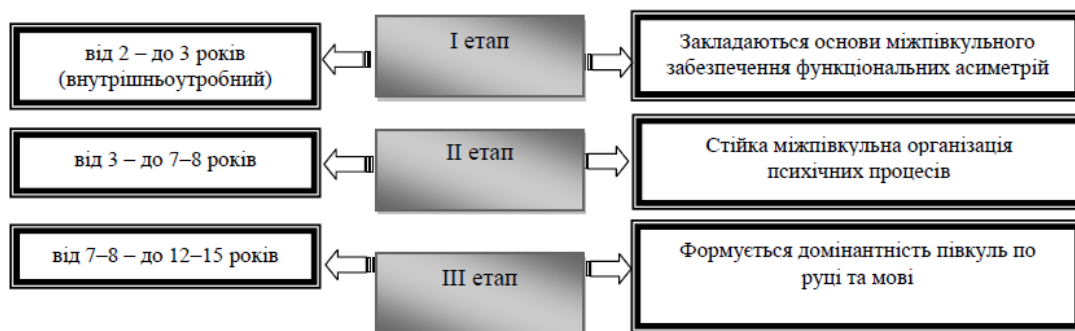 від 2 – до 3 років
(внутрішньоутробний)
І етап
Закладаються основи міжпівкульного
забезпечення функціональних асиметрій
від 3 – до 7–8 років
ІІ етап
Стійка міжпівкульна організація
психічних процесів
від 7–8 – до 12–15 років
ІІІ етап
Формується домінантність півкуль по
руці та мові